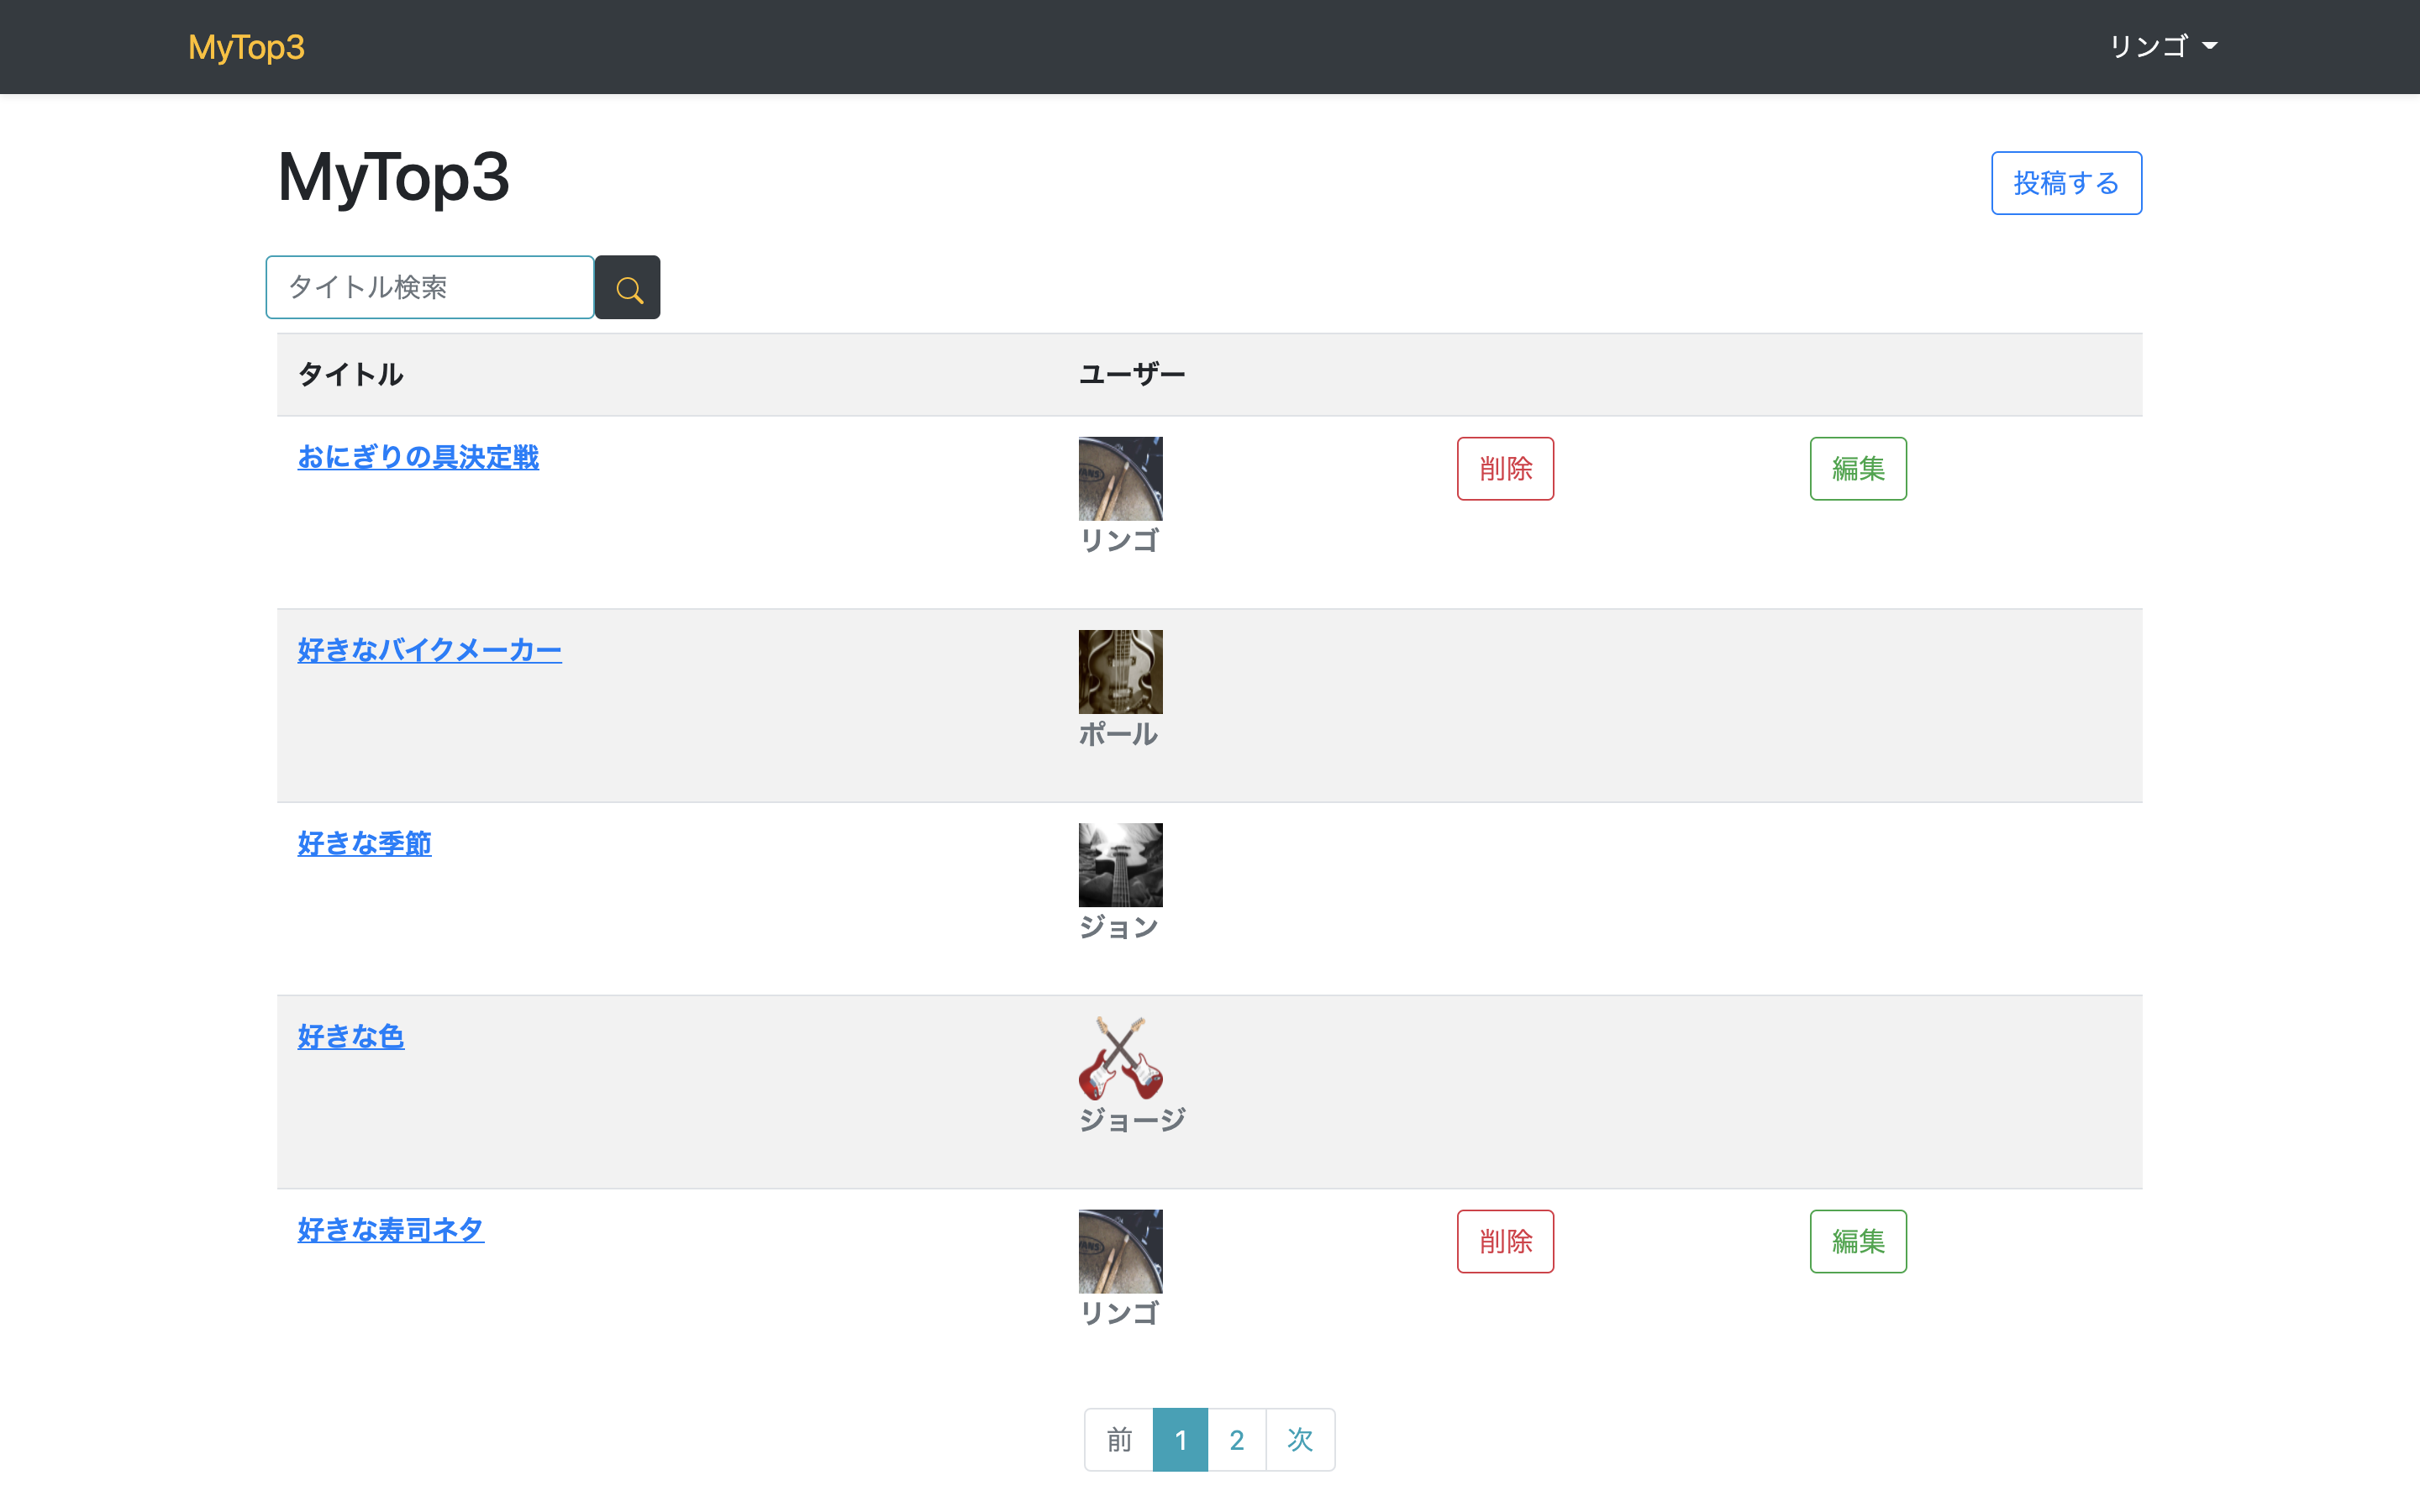 MyTop3
リンゴ
MyTop3
投稿する
タイトル検索
タイトル ユーザー
おにぎりの具決定戦
削除 編集
リンゴ
好きなバイクメーカー
ポール
好きな季節
ジョン
好きな色
ジョージ
好きな寿司ネタ
削除 編集
リンゴ
前 1 2 次